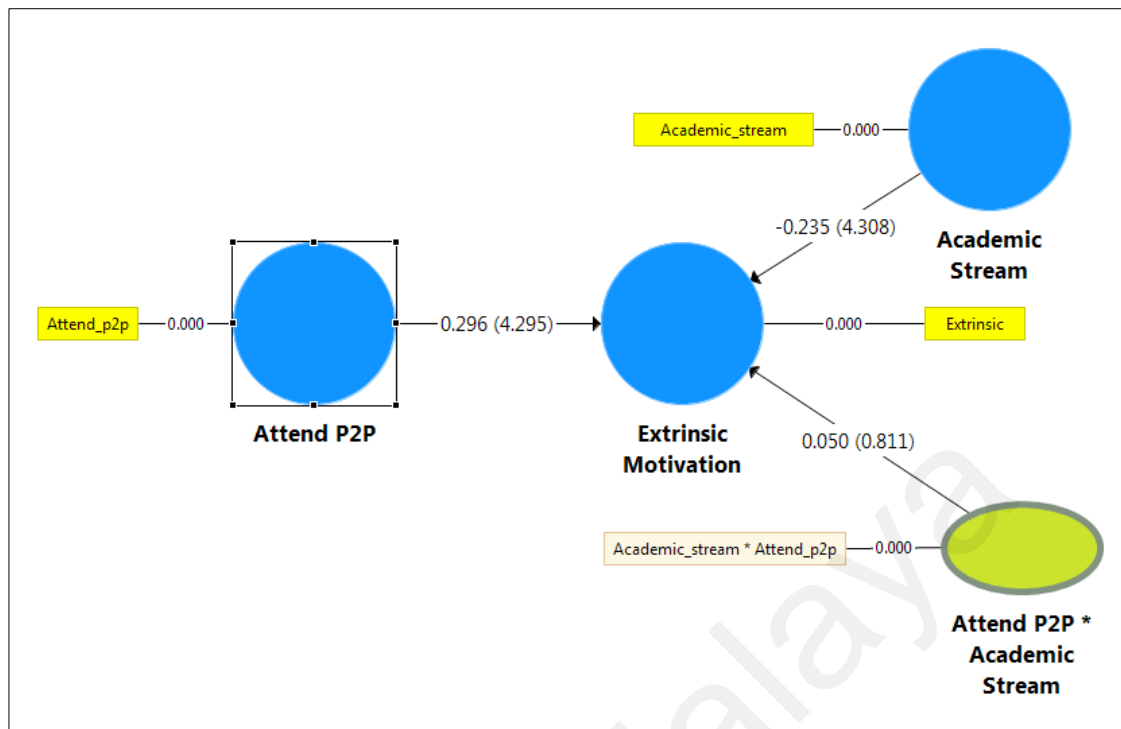 Academic_stream
0.000
-0.235 (4.308)
Academic
Stream
Attend_p2p
0.000
0.296 (4.295)
0.000
Extrinsic
Attend P2P
Extrinsic
Motivation
0.050 (0.811)
Academic_stream * Attend_p2p
0.000
Attend P2P *
Academic
Stream
alaya